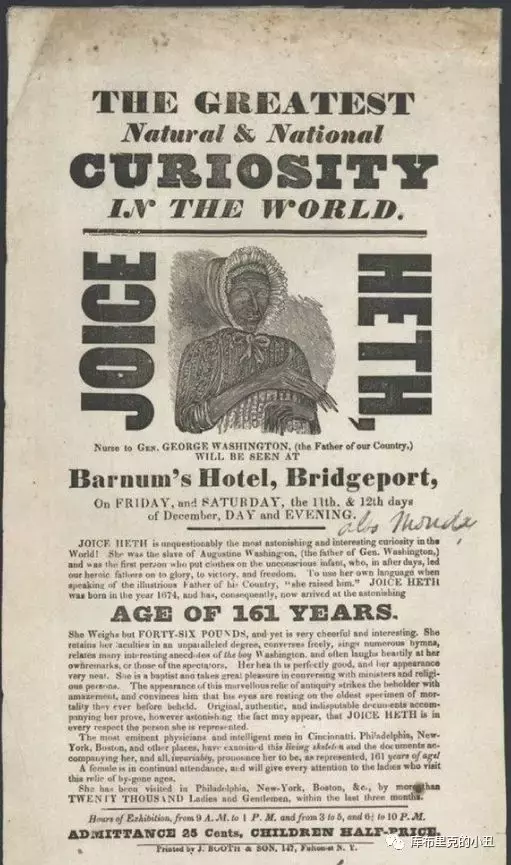 THE GREATEST
Natural & National
CURIOSITY
IN THE WORLD.
JOICE
HETH,
Nurse to GEN. GEORGE WASHINGTON, (the Father of our Country,)
WILL BE SEEN AT
Barnum's Hotel, Bridgeport,
On FRIDAY, and SATURDAY, the 11th. & 12th days
of December, DAY and EVENING.
also Monday
JOICE HETH is unquestionably the most astonishing and interesting curiosity in the
World! She was the slave of Augustine Washington, (the father of Gen. Washington,)
and was the first person who put clothes on the unconscious infant, who, in after days, led
our heroic fathers on to glory, to victory, and freedom. To use her own language when
speaking of the illustrious Father of his Country, "she raised him." JOICE HETH
was born in the year 1674, and has, consequently, now arrived at the astonishing
AGE OF 161 YEARS.
She Weighs but FORTY-SIX POUNDS, and yet is very cheerful and interesting. She
retains her faculties in an unparalleled degree, converses freely, sings numerous hymns,
relates many interesting anecdotes of the boy Washington, and often laughs heartily at her
own remarks, or those of the spectators. Her health is perfectly good, and her appearance
very neat. She is a baptist and takes great pleasure in conversing with ministers and religi-
ous persons. The appearance of this marvellous relic of antiquity strikes the beholder with
amazement, and convinces him that his eyes are resting on the oldest specimen of mor-
tality they ever before beheld. Original, authentic, and indisputable documents accom-
panying her prove, however astonishing the fact may appear, that JOICE HETH is in
every respect the person she is represented.
The most eminent physicians and intelligent men in Cincinnati, Philadelphia, New-
York, Boston, and other places, have examined this living skeleton and the documents ac-
companying her, and all, invariably, pronounce her to be, as represented, 161 years of age!
A female is in continual attendance, and will give every attention to the ladies who visit
this relic of by-gone ages.
She has been visited in Philadelphia, New-York, Boston, &c., by more than
TWENTY THOUSAND Ladies and Gentlemen, within the last three months.
Hours of Exhibition, from 9 A. M. to 1 P. M. and from 3 to 5, and 6½ to 10 P. M.
ADMITTANCE 25 Cents, CHILDREN HALF-PRICE.
Printed by J. BOOTH & SON, 147, Fulton-st N. Y.
库布里克的小丑